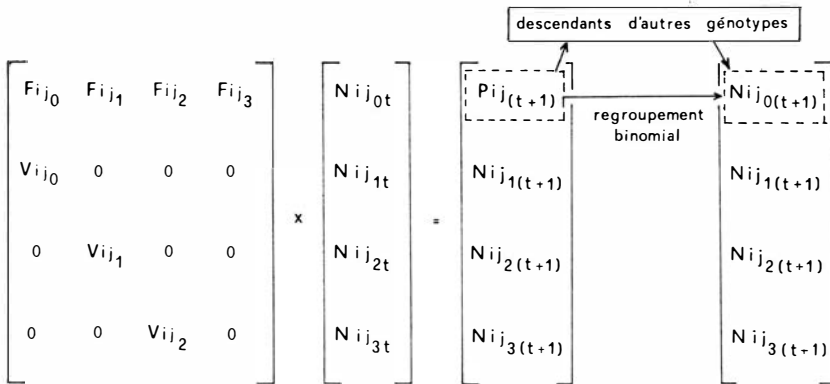 descendants d'autres génotypes
Fij0 Fij1 Fij2 Fij3 Nij0t Pij(t+1) Nij0(t+1)
regroupement
binomial
Vij0 0 0 0 Nij1t Nij1(t+1) Nij1(t+1)
x =
0 Vij1 0 0 Nij2t Nij2(t+1) Nij2(t+1)
0 0 Vij2 0 Nij3t Nij3(t+1) Nij3(t+1)